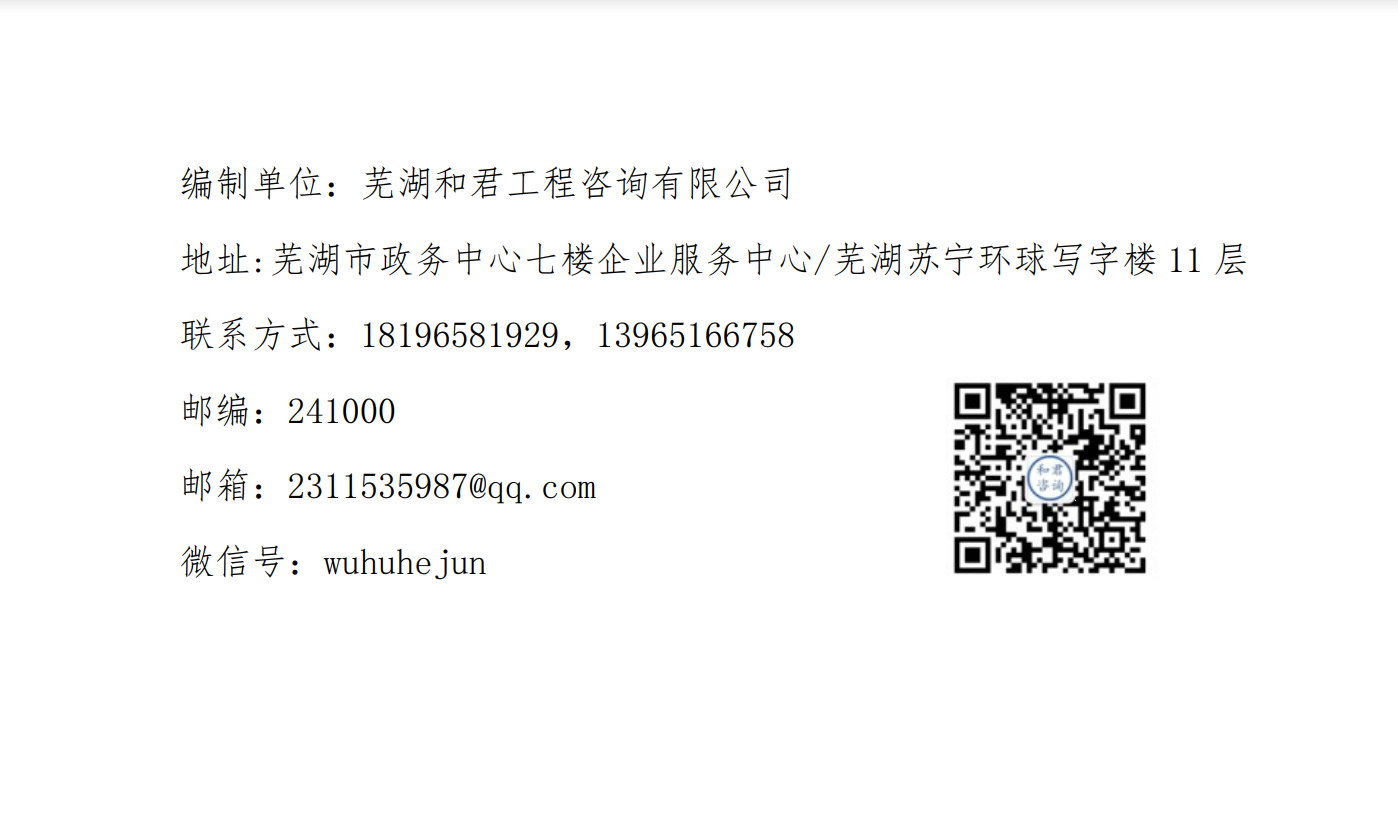 编制单位：芜湖和君工程咨询有限公司
地址:芜湖市政务中心七楼企业服务中心/芜湖苏宁环球写字楼 11 层
联系方式：18196581929，13965166758
邮编：241000
邮箱：2311535987@qq.com
微信号：wuhuhejun
和君
咨询